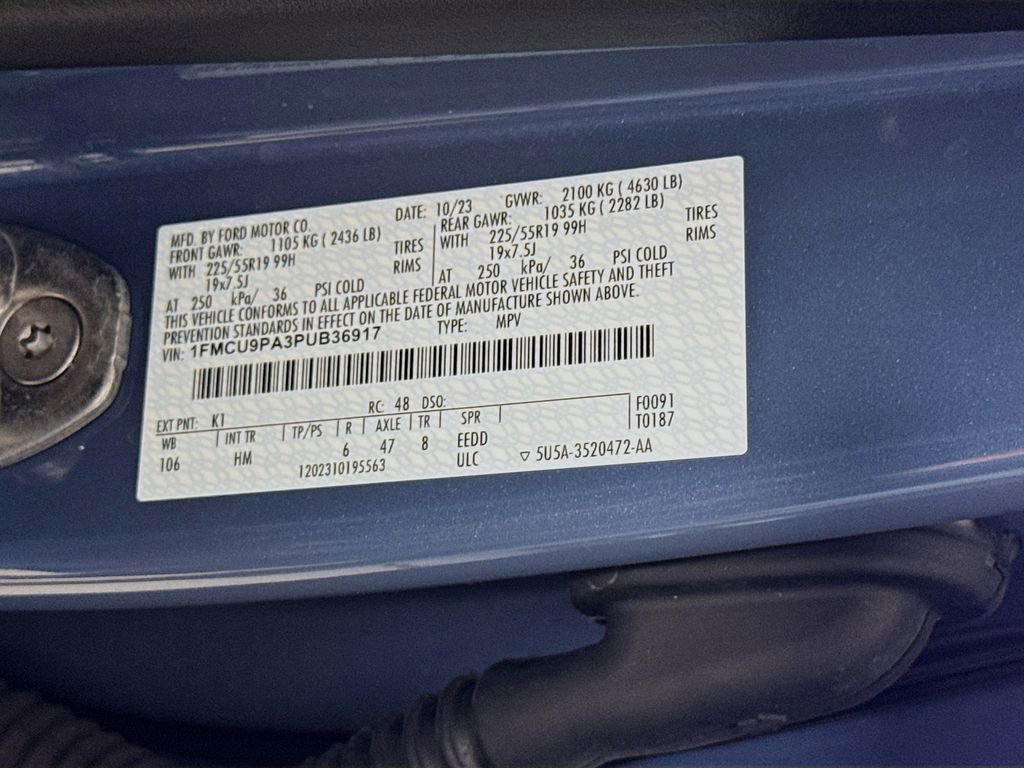 MFD. BY FORD MOTOR CO. DATE: 10/23 GVWR: 2100 KG ( 4630 LB)
FRONT GAWR: 1105 KG ( 2436 LB) REAR GAWR: 1035 KG ( 2282 LB)
WITH 225/55R19 99H TIRES WITH 225/55R19 99H TIRES
19x7.5J RIMS 19x7.5J RIMS
AT 250 kPa/ 36 PSI COLD AT 250 kPa/ 36 PSI COLD
THIS VEHICLE CONFORMS TO ALL APPLICABLE FEDERAL MOTOR VEHICLE SAFETY AND THEFT
PREVENTION STANDARDS IN EFFECT ON THE DATE OF MANUFACTURE SHOWN ABOVE.
VIN: 1FMCU9PA3PUB36917 TYPE: MPV
EXT PNT: K1 RC: 48 DSO: F0091
WB INT TR TP/PS R AXLE TR SPR T0187
106 HM 6 47 8 EEDD
1202310195563 ULC ▽ 5U5A-3520472-AA